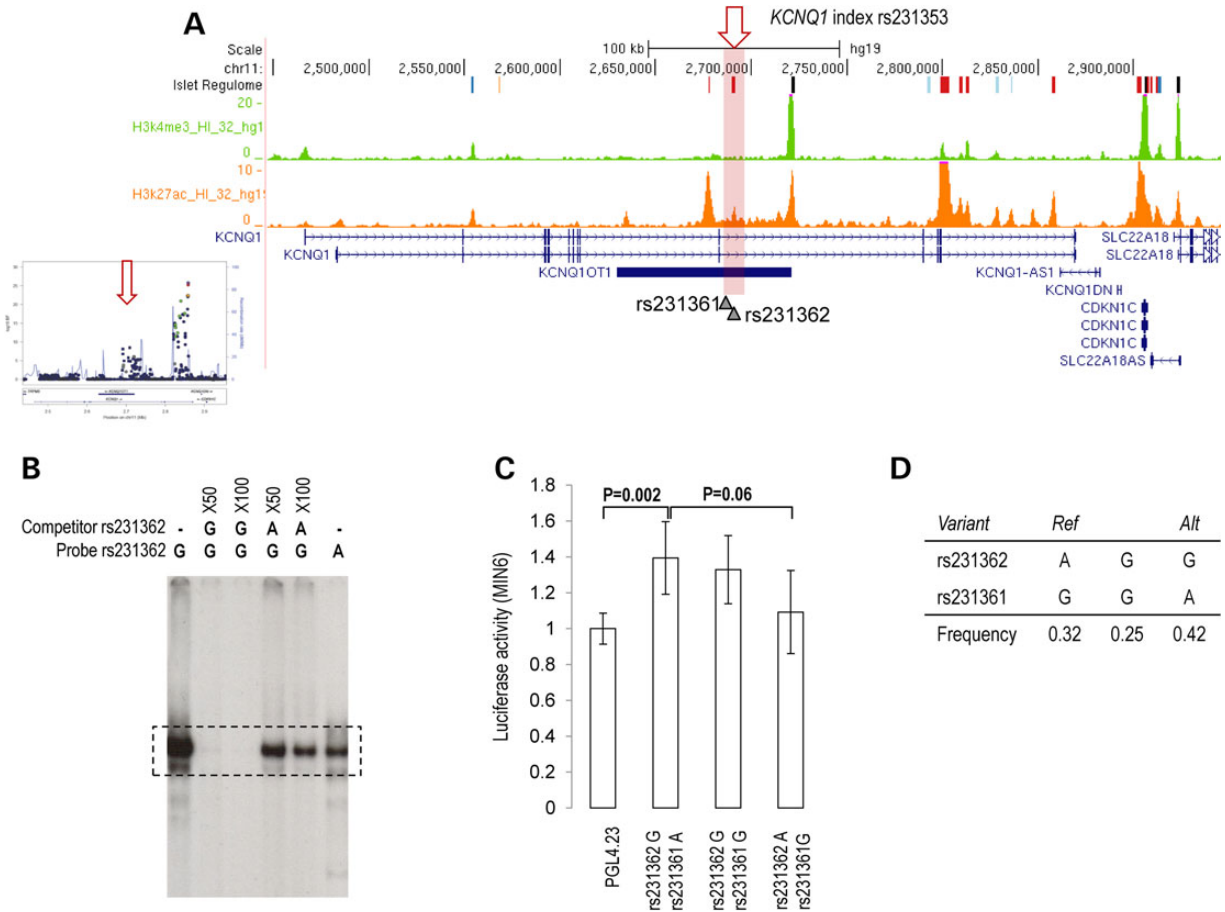 A
KCNQ1 index rs231353
Scale 100 kb hg19
chr11: 2,500,000 2,550,000 2,600,000 2,650,000 2,700,000 2,750,000 2,800,000 2,850,000 2,900,000
Islet Regulome
20 -
H3k4me3_HI_32_hg1
0 _
10 -
H3k27ac_HI_32_hg1
0 _
KCNQ1 SLC22A18
KCNQ1 SLC22A18
KCNQ1OT1 KCNQ1-AS1
KCNQ1DN
rs231361 CDKN1C
rs231362 CDKN1C
CDKN1C
SLC22A18AS
B
X50 X100 X50 X100
Competitor rs231362 - G G A A -
Probe rs231362 G G G G G A
C
Luciferase activity (MIN6)
1.8
1.6
1.4
1.2
1
0.8
0.6
0.4
0.2
0
P=0.002 P=0.06
PGL4.23
rs231362 G
rs231361 A
rs231362 G
rs231361 G
rs231362 A
rs231361G
D
Variant Ref Alt
rs231362 A G G
rs231361 G G A
Frequency 0.32 0.25 0.42